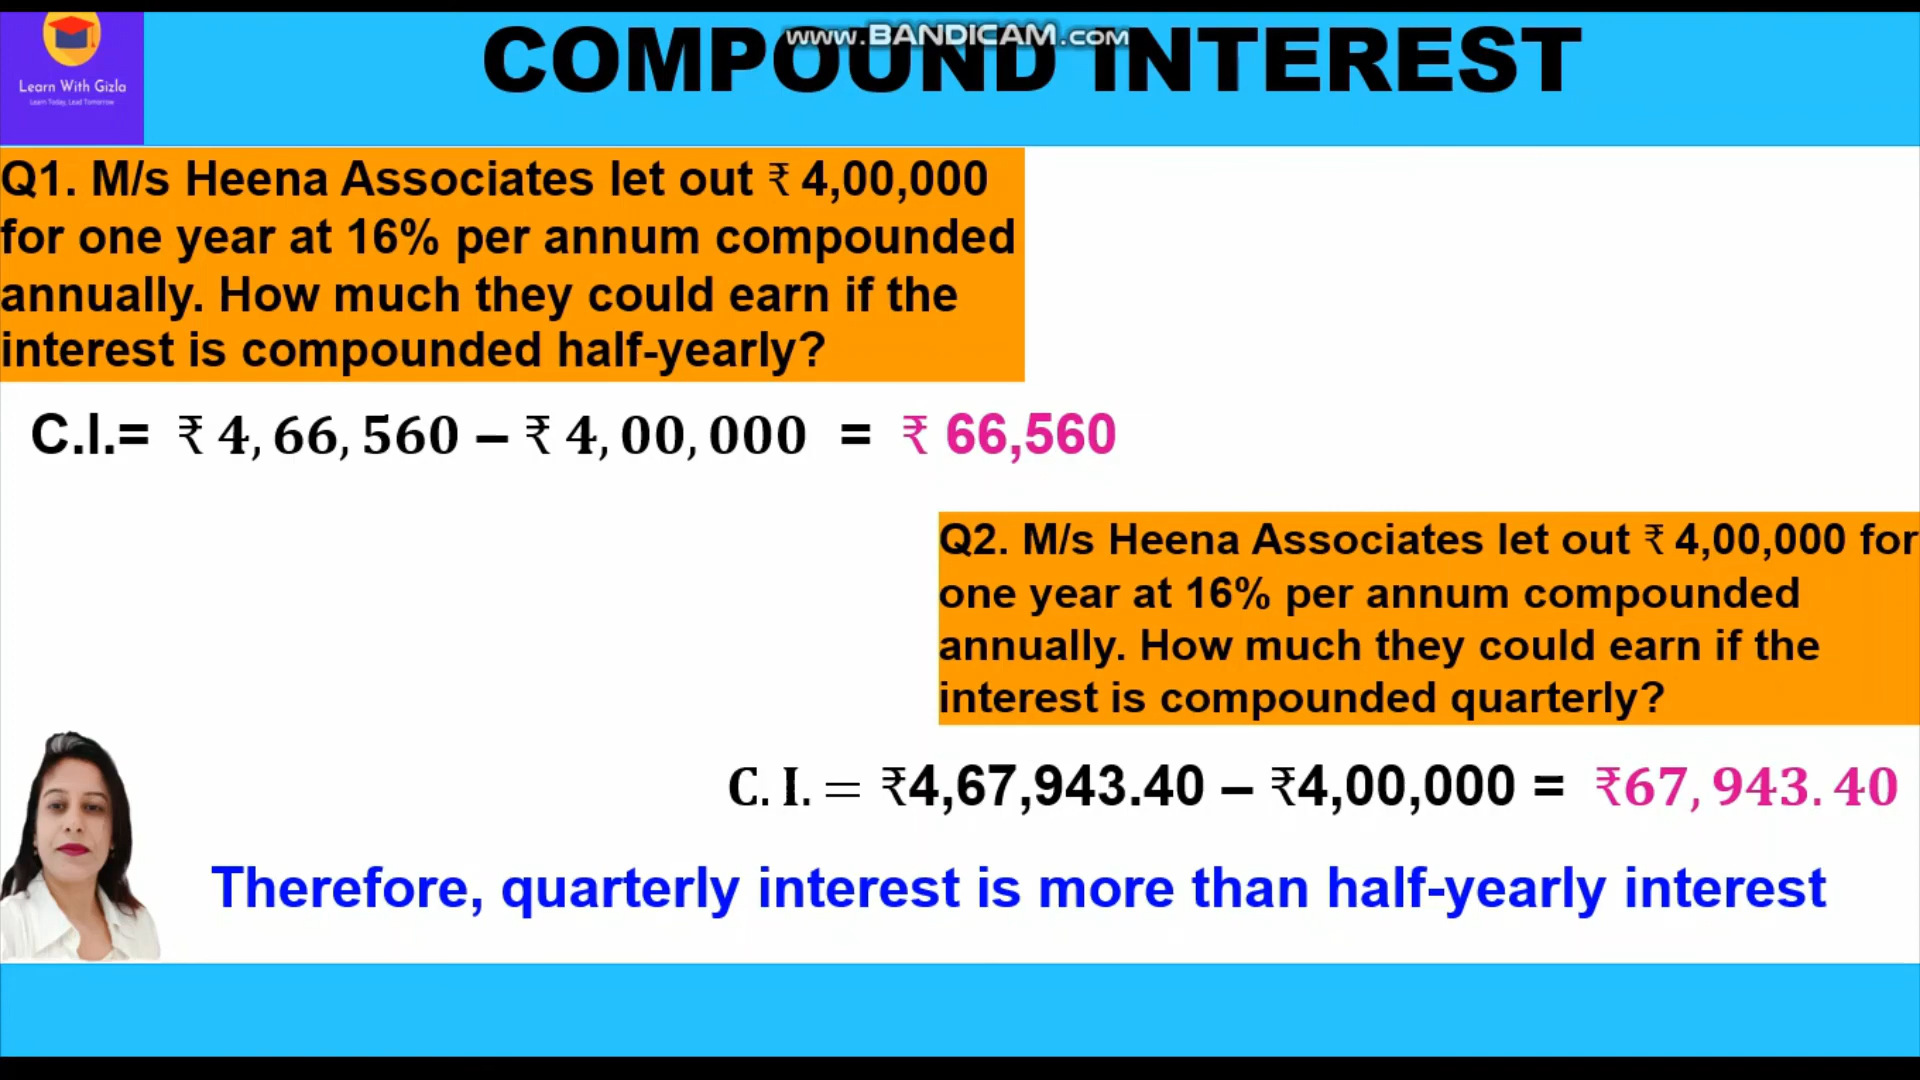 www.BANDICAM.com
COMPOUND INTEREST
Learn With Gizla
Learn Today, Lead Tomorrow
Q1. M/s Heena Associates let out ₹ 4,00,000
for one year at 16% per annum compounded
annually. How much they could earn if the
interest is compounded half-yearly?
C.I.= ₹ 4, 66, 560 – ₹ 4, 00, 000 = ₹ 66,560
Q2. M/s Heena Associates let out ₹ 4,00,000 for
one year at 16% per annum compounded
annually. How much they could earn if the
interest is compounded quarterly?
C. I. = ₹4,67,943.40 – ₹4,00,000 = ₹67, 943. 40
Therefore, quarterly interest is more than half-yearly interest